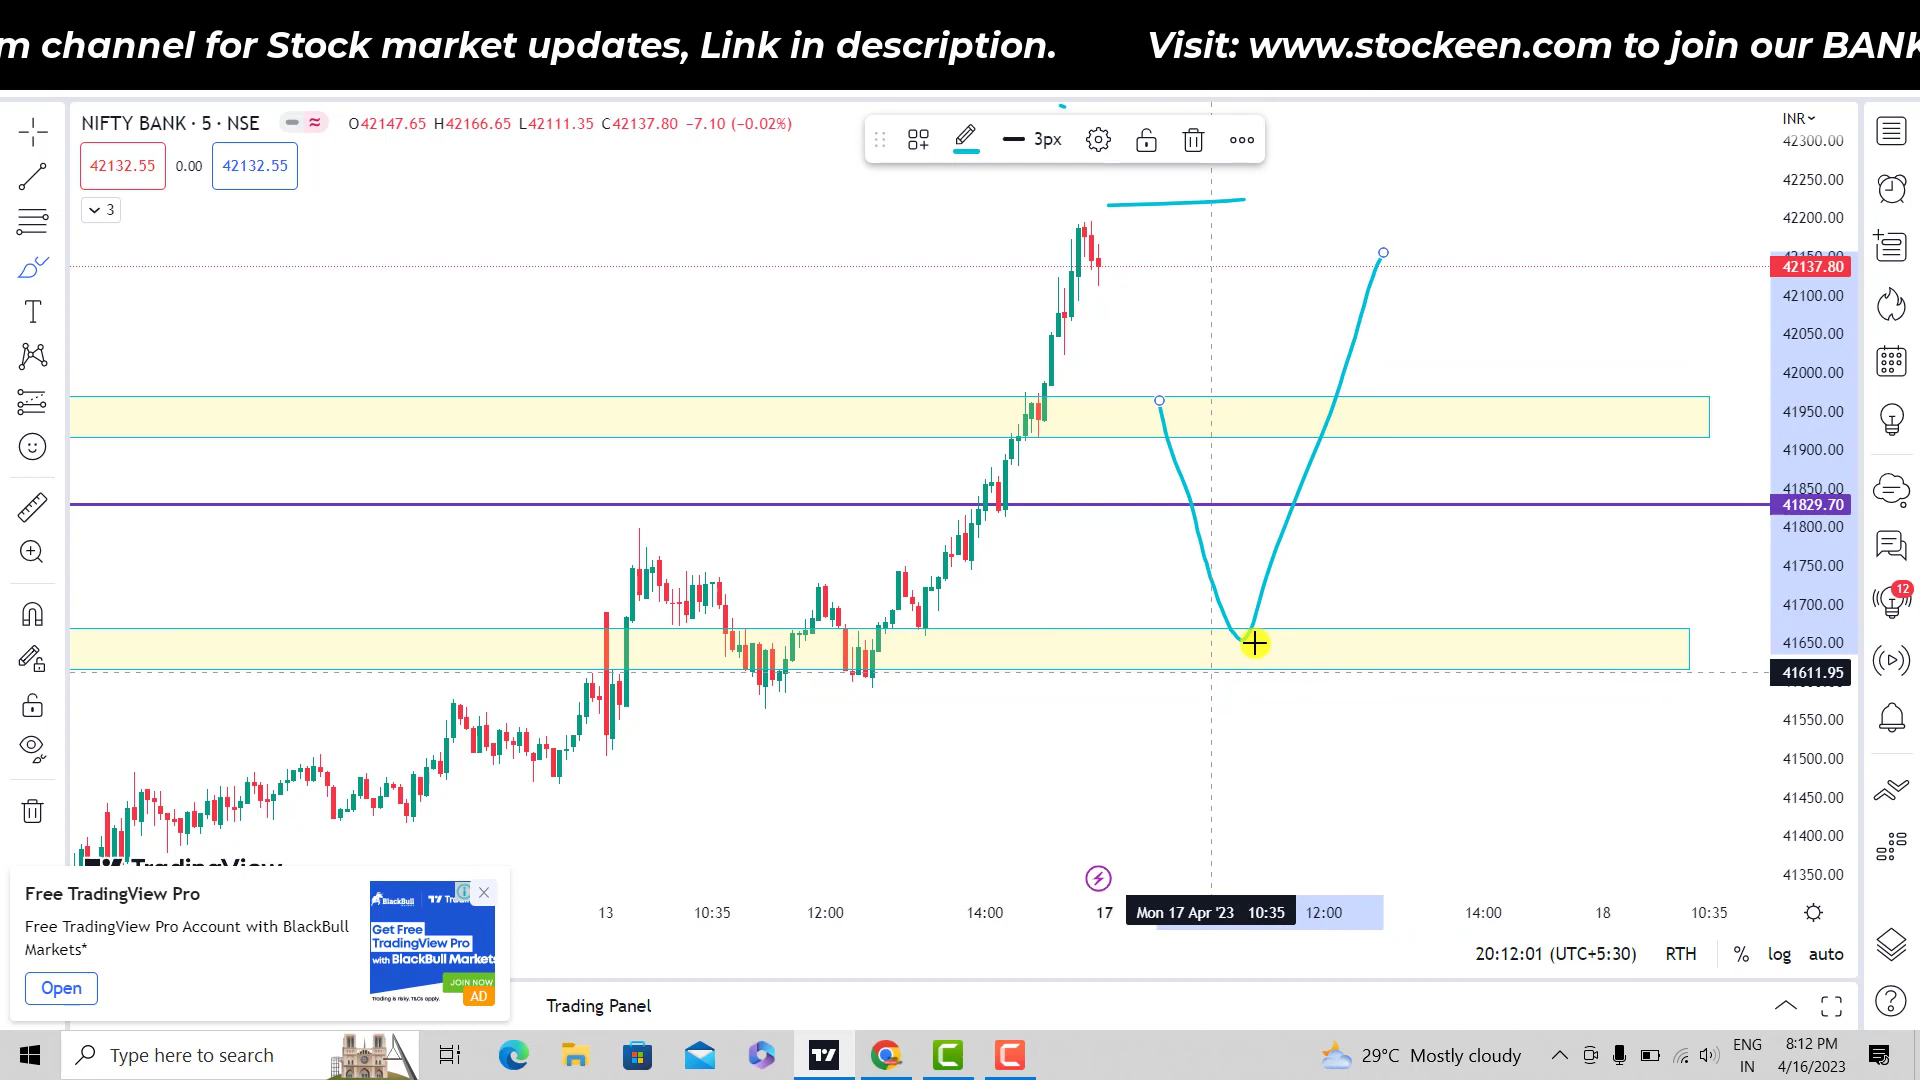 m channel for Stock market updates, Link in description. Visit: www.stockeen.com to join our BANK
NIFTY BANK · 5 · NSE O42147.65 H42166.65 L42111.35 C42137.80 −7.10 (−0.02%)
3px
INR
42132.55 0.00 42132.55
3
42300.00
42250.00
42200.00
42137.80
42100.00
42050.00
42000.00
41950.00
41900.00
41850.00
41829.70
41800.00
41750.00
41700.00
12
41650.00
41611.95
41550.00
41500.00
41450.00
41400.00
41350.00
TradingView
13 10:35 12:00 14:00 17 Mon 17 Apr '23 10:35 12:00 14:00 18 10:35
20:12:01 (UTC+5:30) RTH % log auto
Free TradingView Pro
Free TradingView Pro Account with BlackBull
Markets*
Open
BlackBull
Get Free
TradingView Pro
with BlackBull Markets
JOIN NOW
AD
Trading is risky. T&Cs apply.
Trading Panel
Type here to search
29°C Mostly cloudy
ENG
IN
8:12 PM
4/16/2023